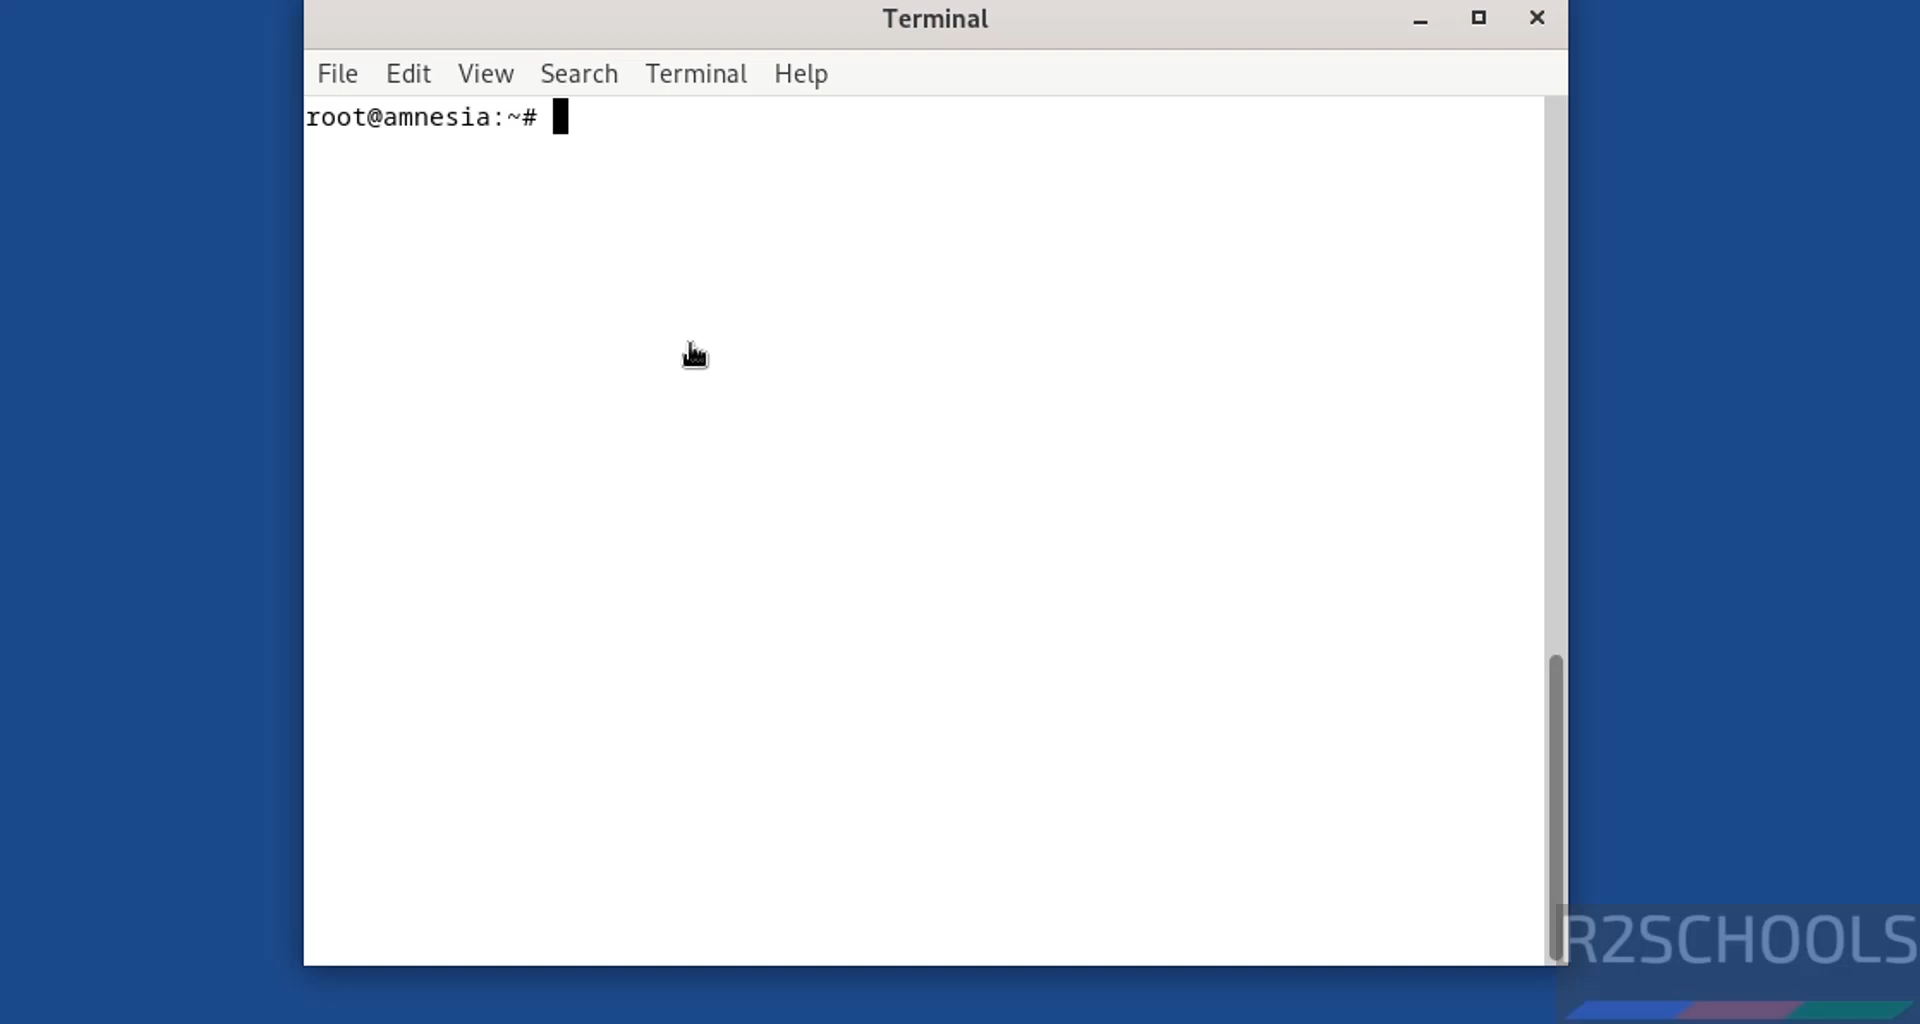 Terminal
File Edit View Search Terminal Help
root@amnesia:~#
R2SCHOOLS